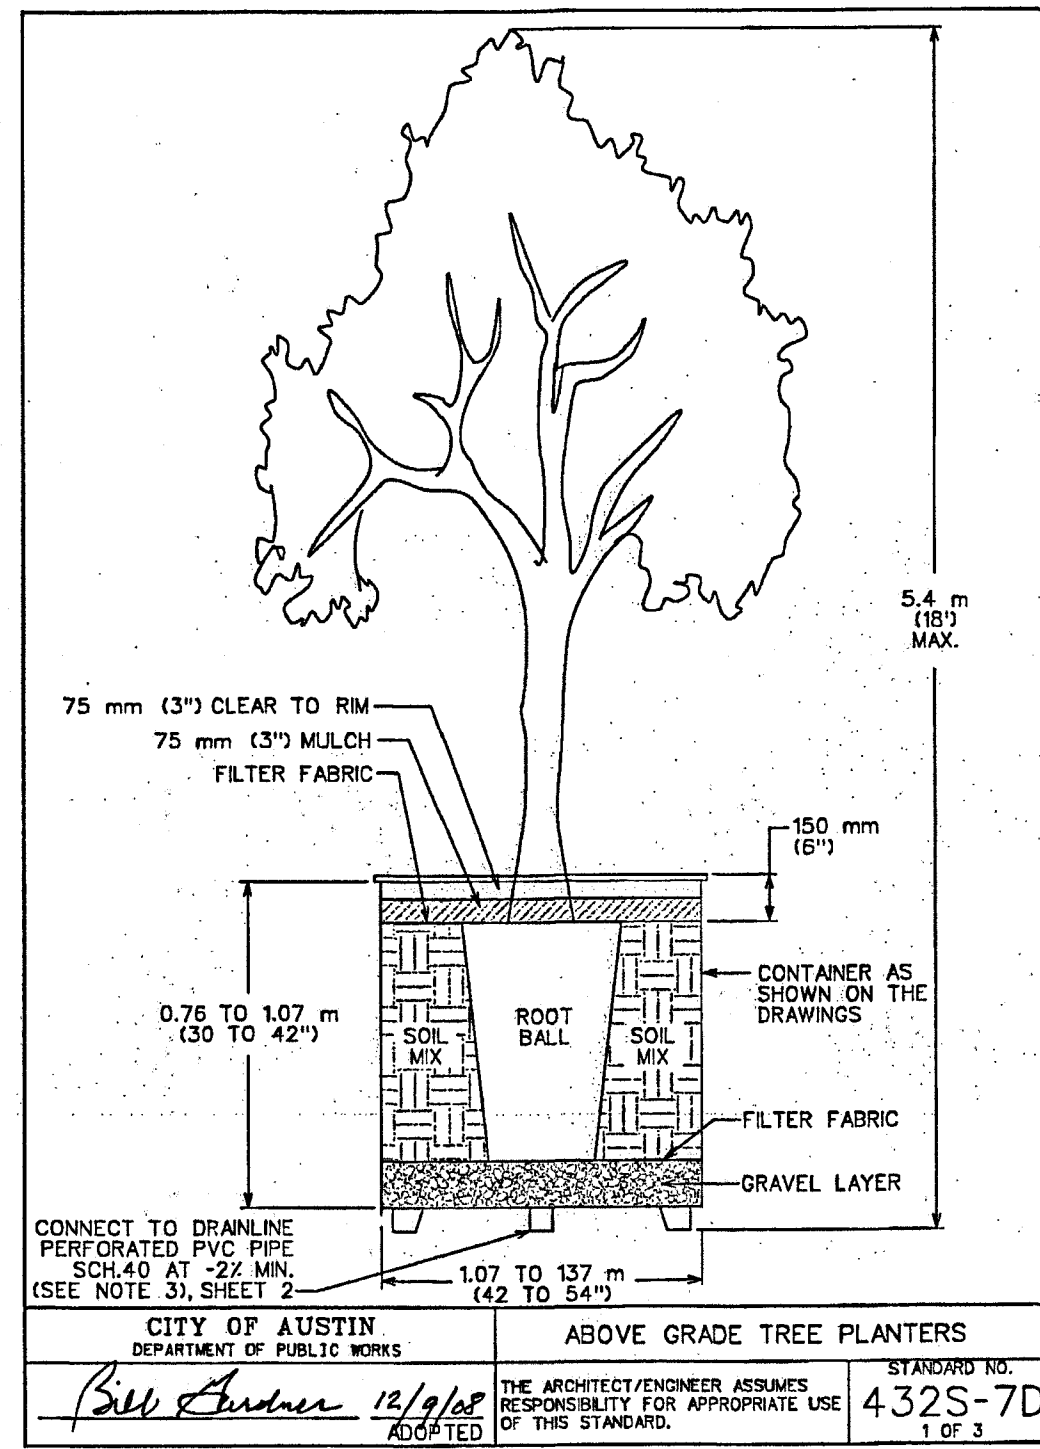 5.4 m
(18')
MAX.
75 mm (3") CLEAR TO RIM
75 mm (3") MULCH
FILTER FABRIC
150 mm
(6")
0.76 TO 1.07 m
(30 TO 42")
SOIL
MIX
ROOT
BALL
SOIL
MIX
CONTAINER AS
SHOWN ON THE
DRAWINGS
FILTER FABRIC
GRAVEL LAYER
CONNECT TO DRAINLINE
PERFORATED PVC PIPE
SCH.40 AT -2% MIN.
(SEE NOTE 3), SHEET 2
1.07 TO 137 m
(42 TO 54")
CITY OF AUSTIN
DEPARTMENT OF PUBLIC WORKS
ABOVE GRADE TREE PLANTERS
Bill Gardner 12/9/08
ADOPTED
THE ARCHITECT/ENGINEER ASSUMES
RESPONSIBILITY FOR APPROPRIATE USE
OF THIS STANDARD.
STANDARD NO.
432S-7D
1 OF 3